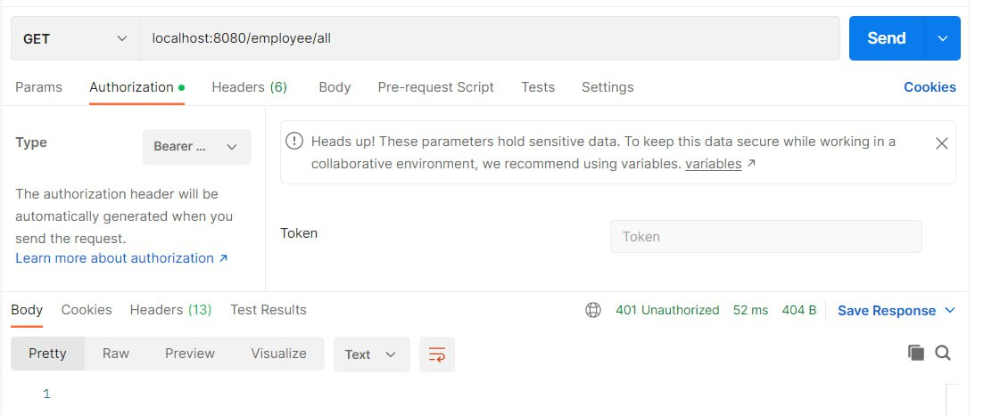 GET localhost:8080/employee/all Send
Params Authorization Headers (6) Body Pre-request Script Tests Settings Cookies
Type Bearer ...
Heads up! These parameters hold sensitive data. To keep this data secure while working in a
collaborative environment, we recommend using variables. variables ↗
The authorization header will be
automatically generated when you
send the request.
Learn more about authorization ↗
Token Token
Body Cookies Headers (13) Test Results 401 Unauthorized 52 ms 404 B Save Response
Pretty Raw Preview Visualize Text
1